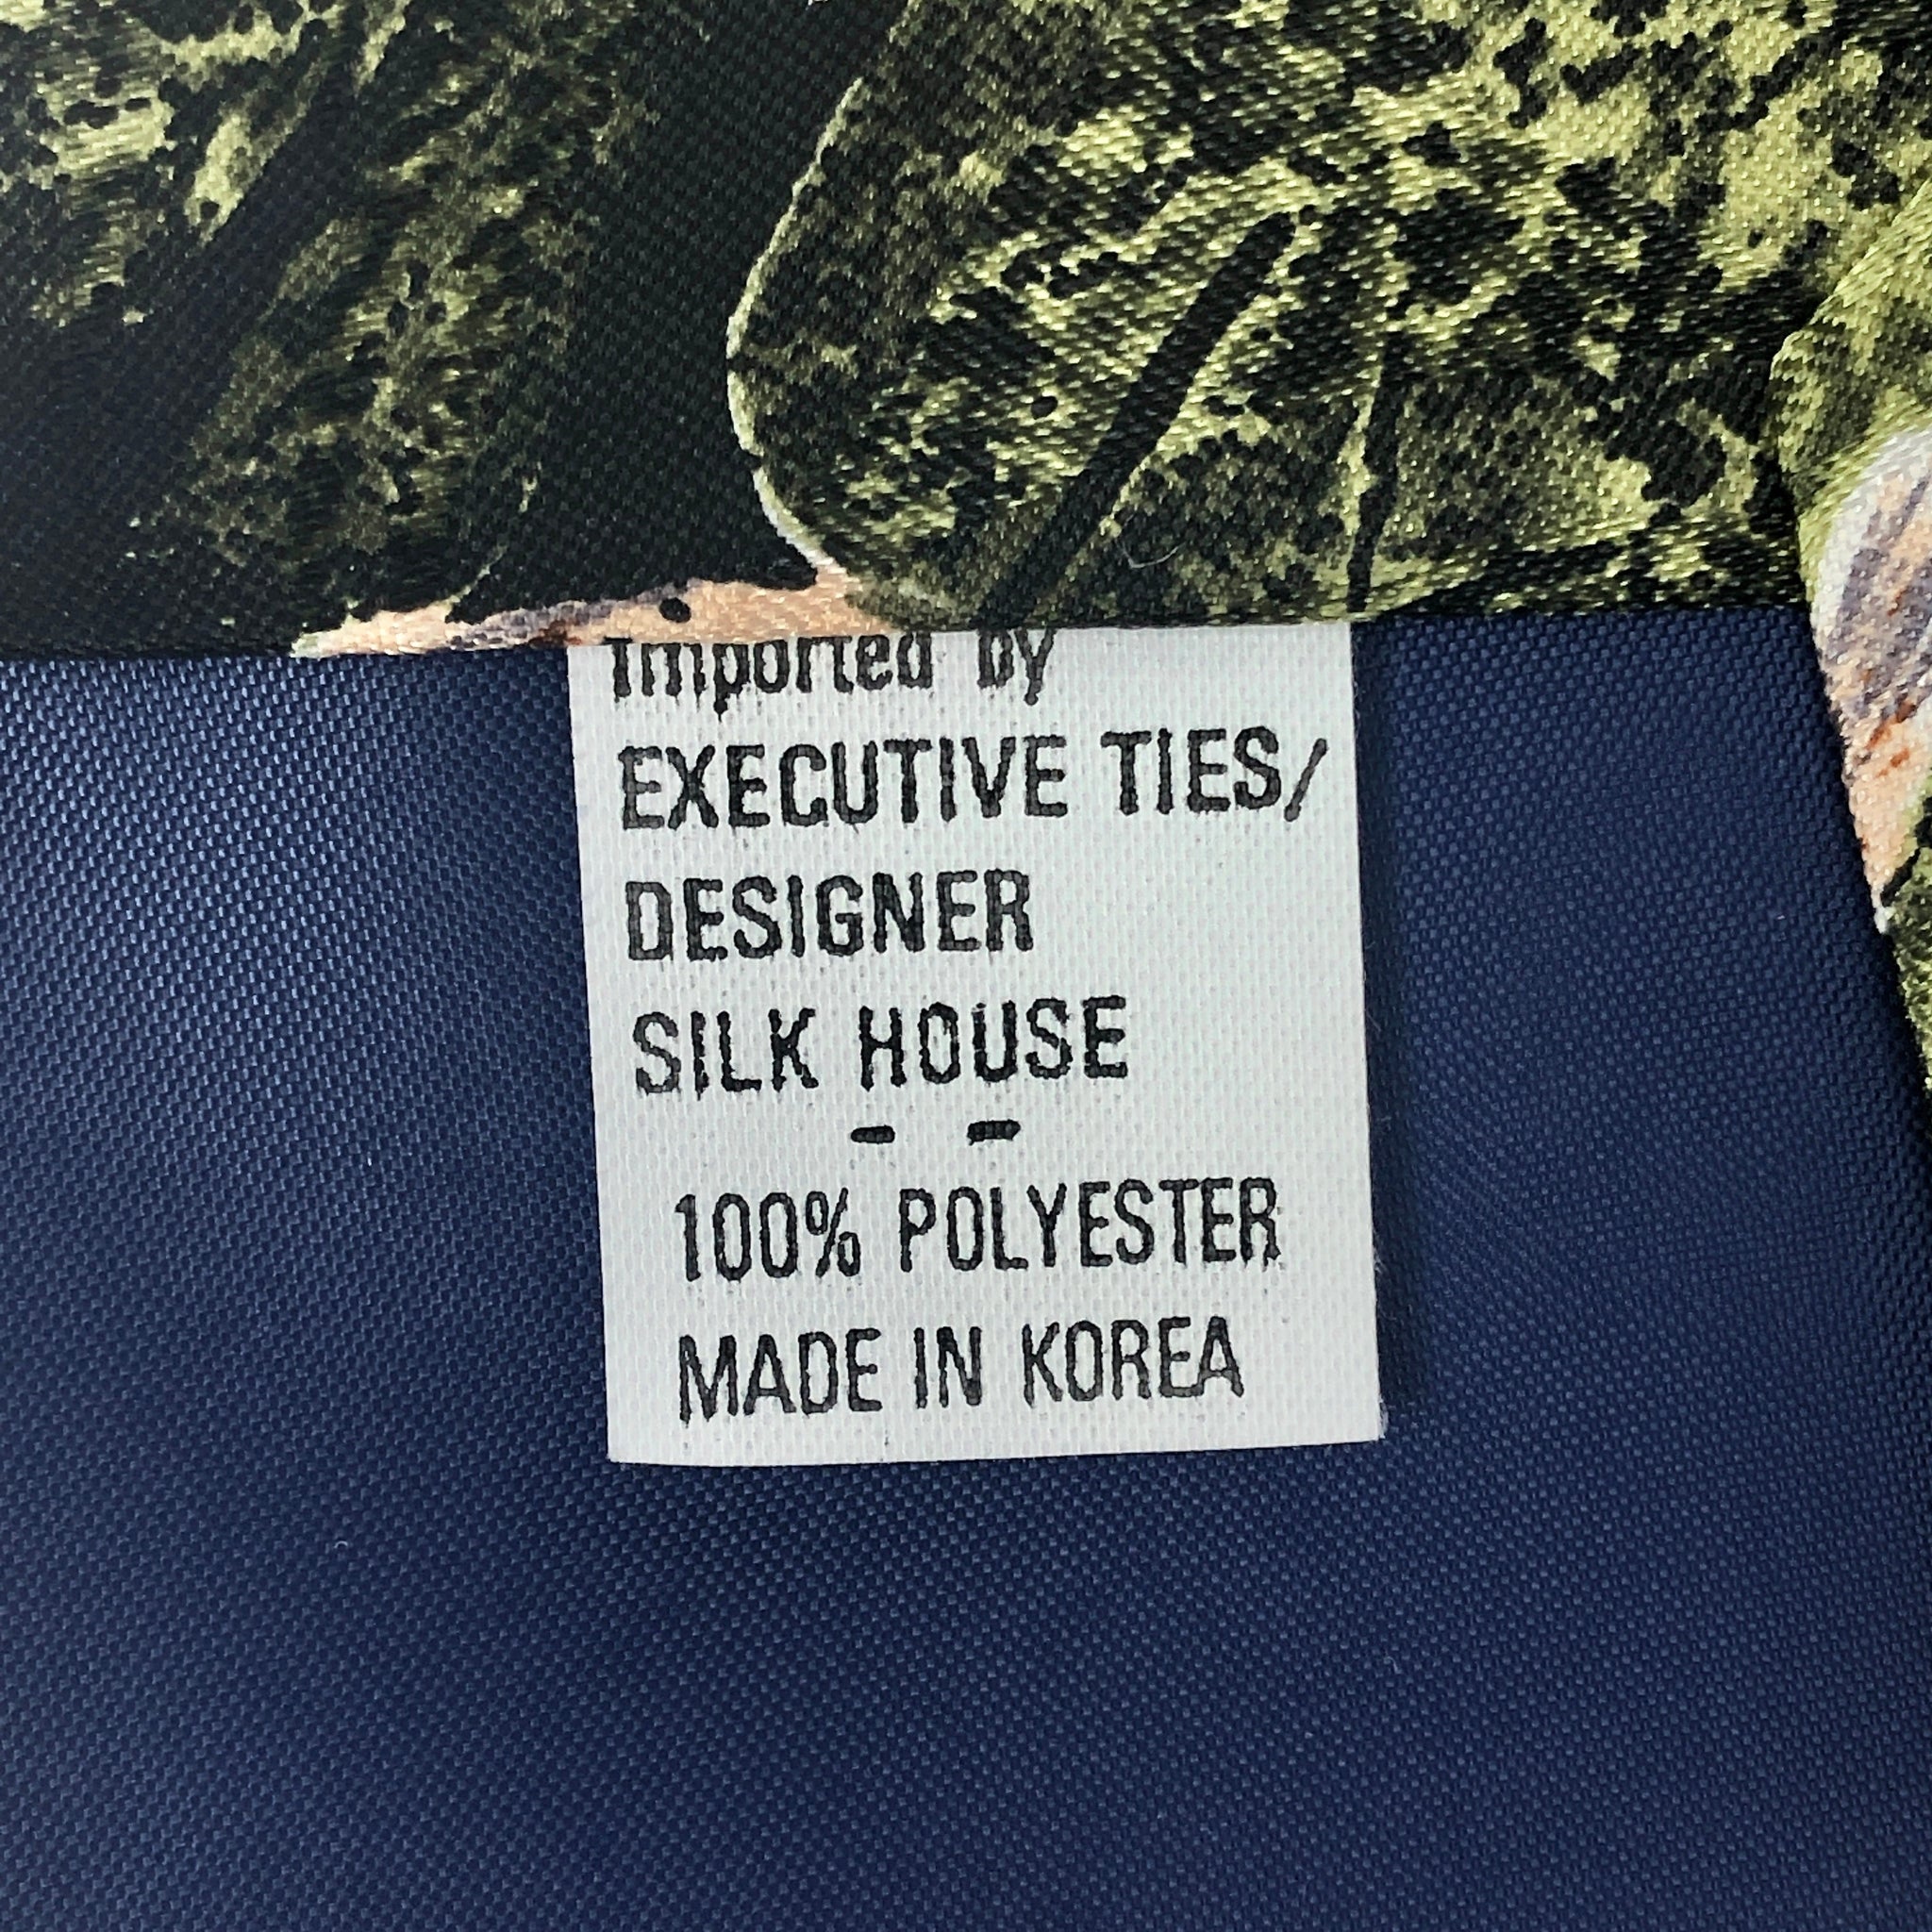 Imported by
EXECUTIVE TIES/
DESIGNER
SILK HOUSE
- -
100% POLYESTER
MADE IN KOREA